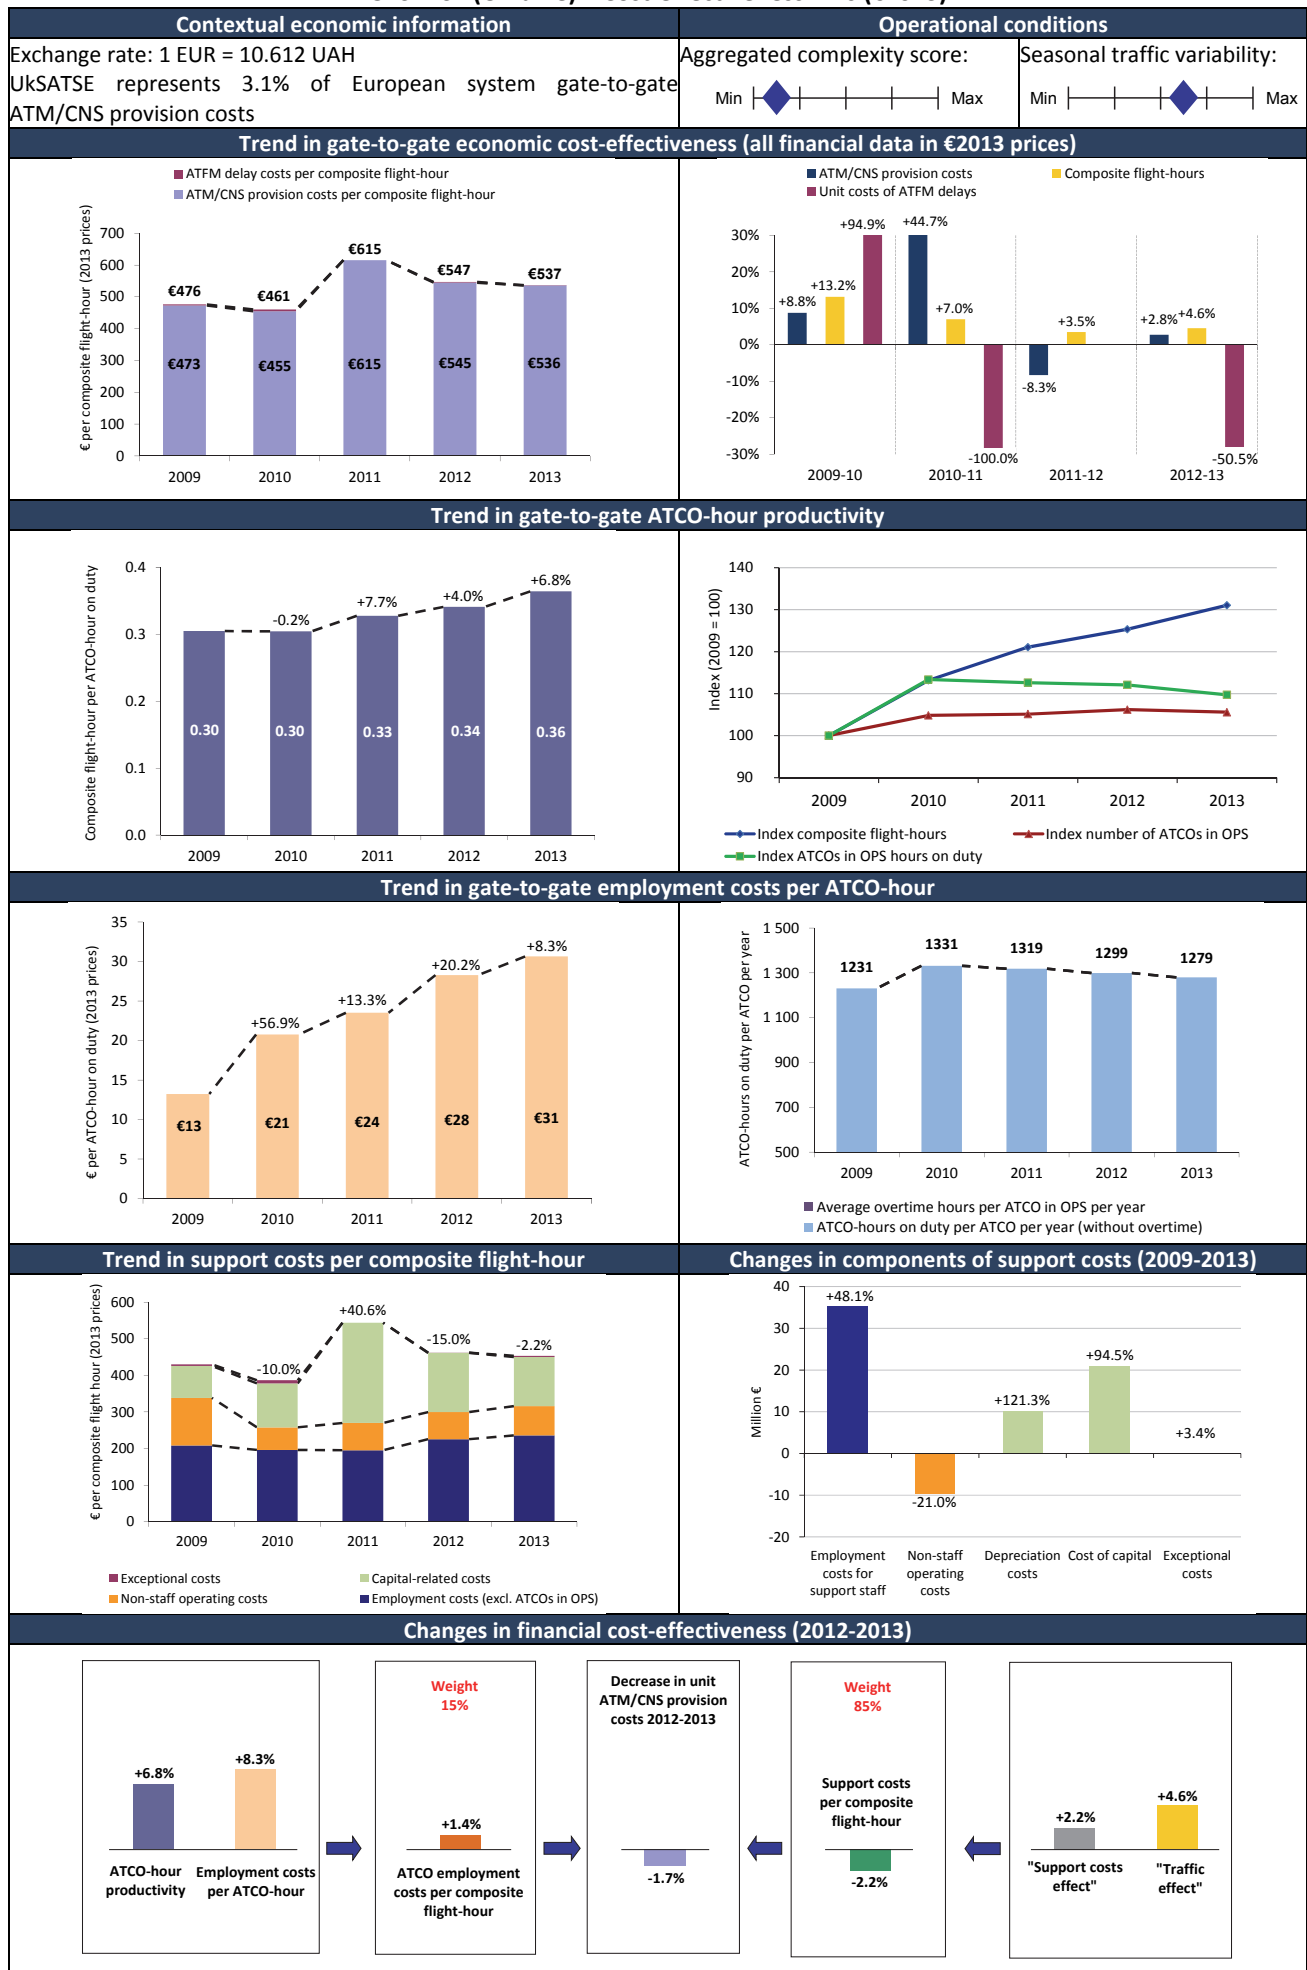 Contextual economic information
Operational conditions
Exchange rate: 1 EUR = 10.612 UAH
UkSATSE represents 3.1% of European system gate-to-gate
ATM/CNS provision costs
Aggregated complexity score:
Min
Max
Seasonal traffic variability:
Min
Max
Trend in gate-to-gate economic cost-effectiveness (all financial data in €2013 prices)
ATFM delay costs per composite flight-hour
ATM/CNS provision costs per composite flight-hour
€ per composite flight-hour (2013 prices)
700
600
500
400
300
200
100
0
€476
€461
€615
€547
€537
€473
€455
€615
€545
€536
2009 2010 2011 2012 2013
ATM/CNS provision costs
Composite flight-hours
Unit costs of ATFM delays
30%
20%
10%
0%
-10%
-20%
-30%
+8.8%
+13.2%
+94.9%
+44.7%
+7.0%
-100.0%
-8.3%
+3.5%
+2.8%
+4.6%
-50.5%
2009-10 2010-11 2011-12 2012-13
Trend in gate-to-gate ATCO-hour productivity
Composite flight-hour per ATCO-hour on duty
0.4
0.3
0.2
0.1
0.0
-0.2%
+7.7%
+4.0%
+6.8%
0.30
0.30
0.33
0.34
0.36
2009 2010 2011 2012 2013
Index (2009 = 100)
140
130
120
110
100
90
2009 2010 2011 2012 2013
Index composite flight-hours
Index number of ATCOs in OPS
Index ATCOs in OPS hours on duty
Trend in gate-to-gate employment costs per ATCO-hour
€ per ATCO-hour on duty (2013 prices)
35
30
25
20
15
10
5
0
+56.9%
+13.3%
+20.2%
+8.3%
€13
€21
€24
€28
€31
2009 2010 2011 2012 2013
ATCO-hours on duty per ATCO per year
1 500
1 300
1 100
900
700
500
1231
1331
1319
1299
1279
2009 2010 2011 2012 2013
Average overtime hours per ATCO in OPS per year
ATCO-hours on duty per ATCO per year (without overtime)
Trend in support costs per composite flight-hour
Changes in components of support costs (2009-2013)
€ per composite flight hour (2013 prices)
600
500
400
300
200
100
0
-10.0%
+40.6%
-15.0%
-2.2%
2009 2010 2011 2012 2013
Exceptional costs
Capital-related costs
Non-staff operating costs
Employment costs (excl. ATCOs in OPS)
Million €
40
30
20
10
0
-10
-20
+48.1%
-21.0%
+121.3%
+94.5%
+3.4%
Employment
costs for
support staff
Non-staff
operating
costs
Depreciation
costs
Cost of capital
Exceptional
costs
Changes in financial cost-effectiveness (2012-2013)
+6.8%
+8.3%
ATCO-hour
productivity
Employment costs
per ATCO-hour
Weight
15%
+1.4%
ATCO employment
costs per composite
flight-hour
Decrease in unit
ATM/CNS provision
costs 2012-2013
-1.7%
Weight
85%
Support costs
per composite
flight-hour
-2.2%
+2.2%
+4.6%
"Support costs
effect"
"Traffic
effect"